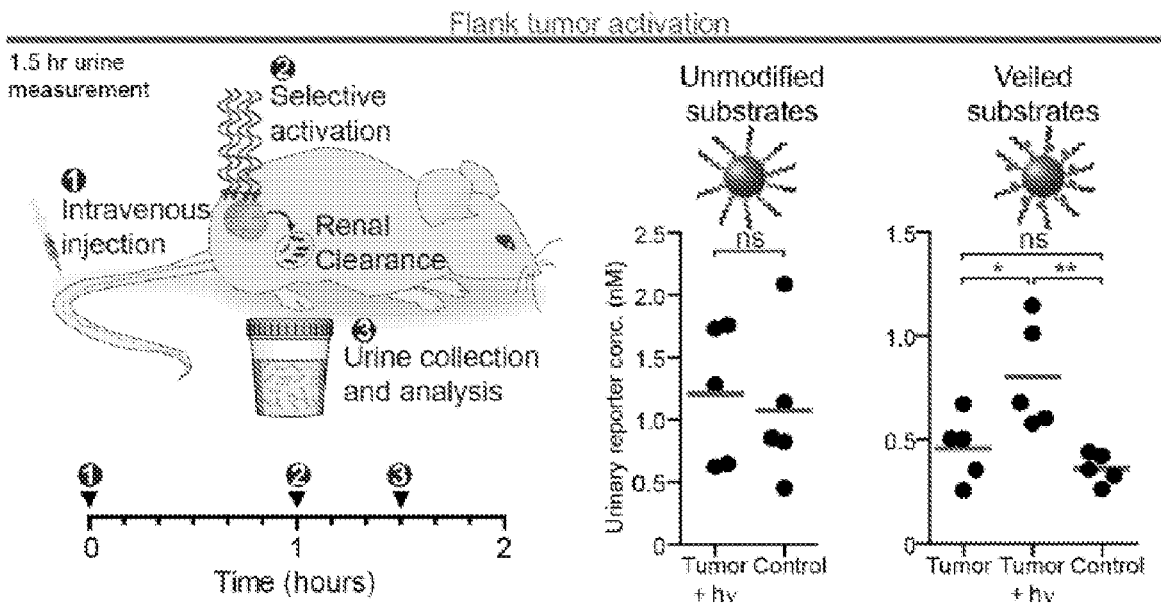 Flank tumor activation
1.5 hr urine
measurement
2
Selective
activation
1
Intravenous
injection
Renal
Clearance
3
Urine collection
and analysis
1 2 3
0 1 2
Time (hours)
Unmodified
substrates
Urinary reporter conc. (nM)
2.5
2.0
1.5
1.0
0.5
0
ns
Tumor Control
+ hν
Veiled
substrates
1.5
1.0
0.5
0
ns
* **
Tumor Tumor Control
+ hν